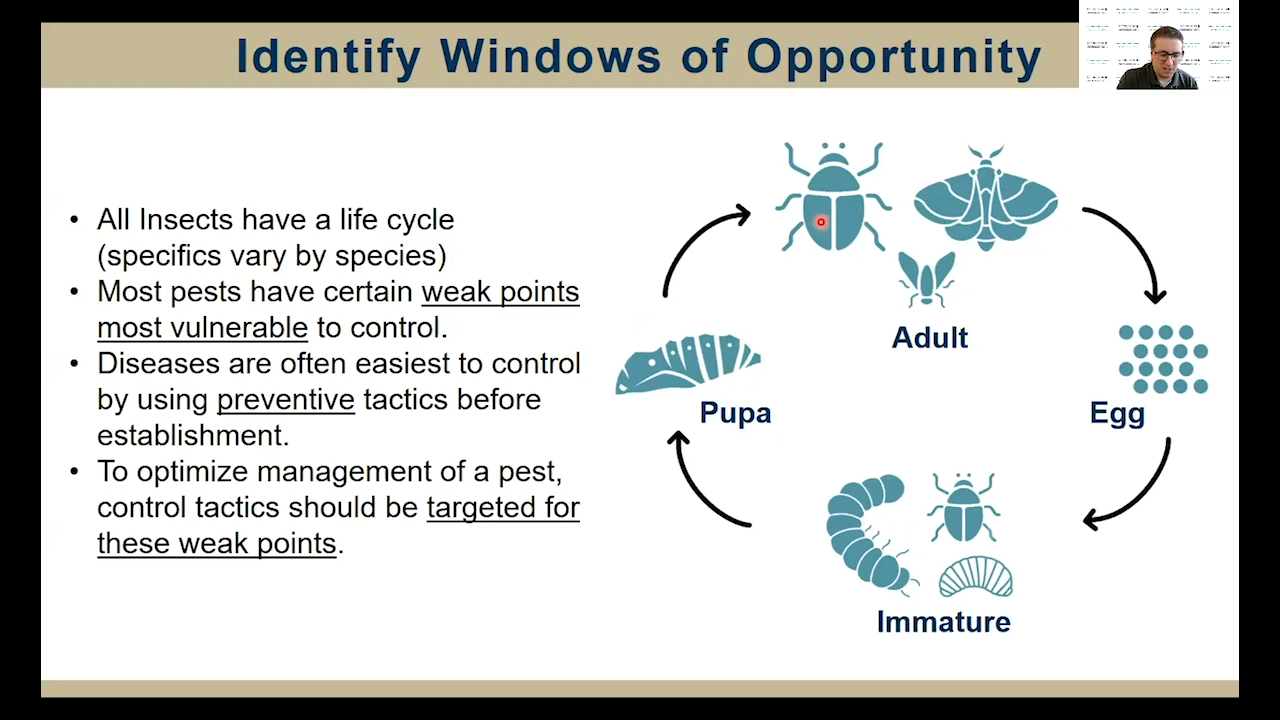 Identify Windows of Opportunity
• All Insects have a life cycle
(specifics vary by species)
• Most pests have certain weak points
most vulnerable to control.
• Diseases are often easiest to control
by using preventive tactics before
establishment.
• To optimize management of a pest,
control tactics should be targeted for
these weak points.
Adult
Pupa
Egg
Immature